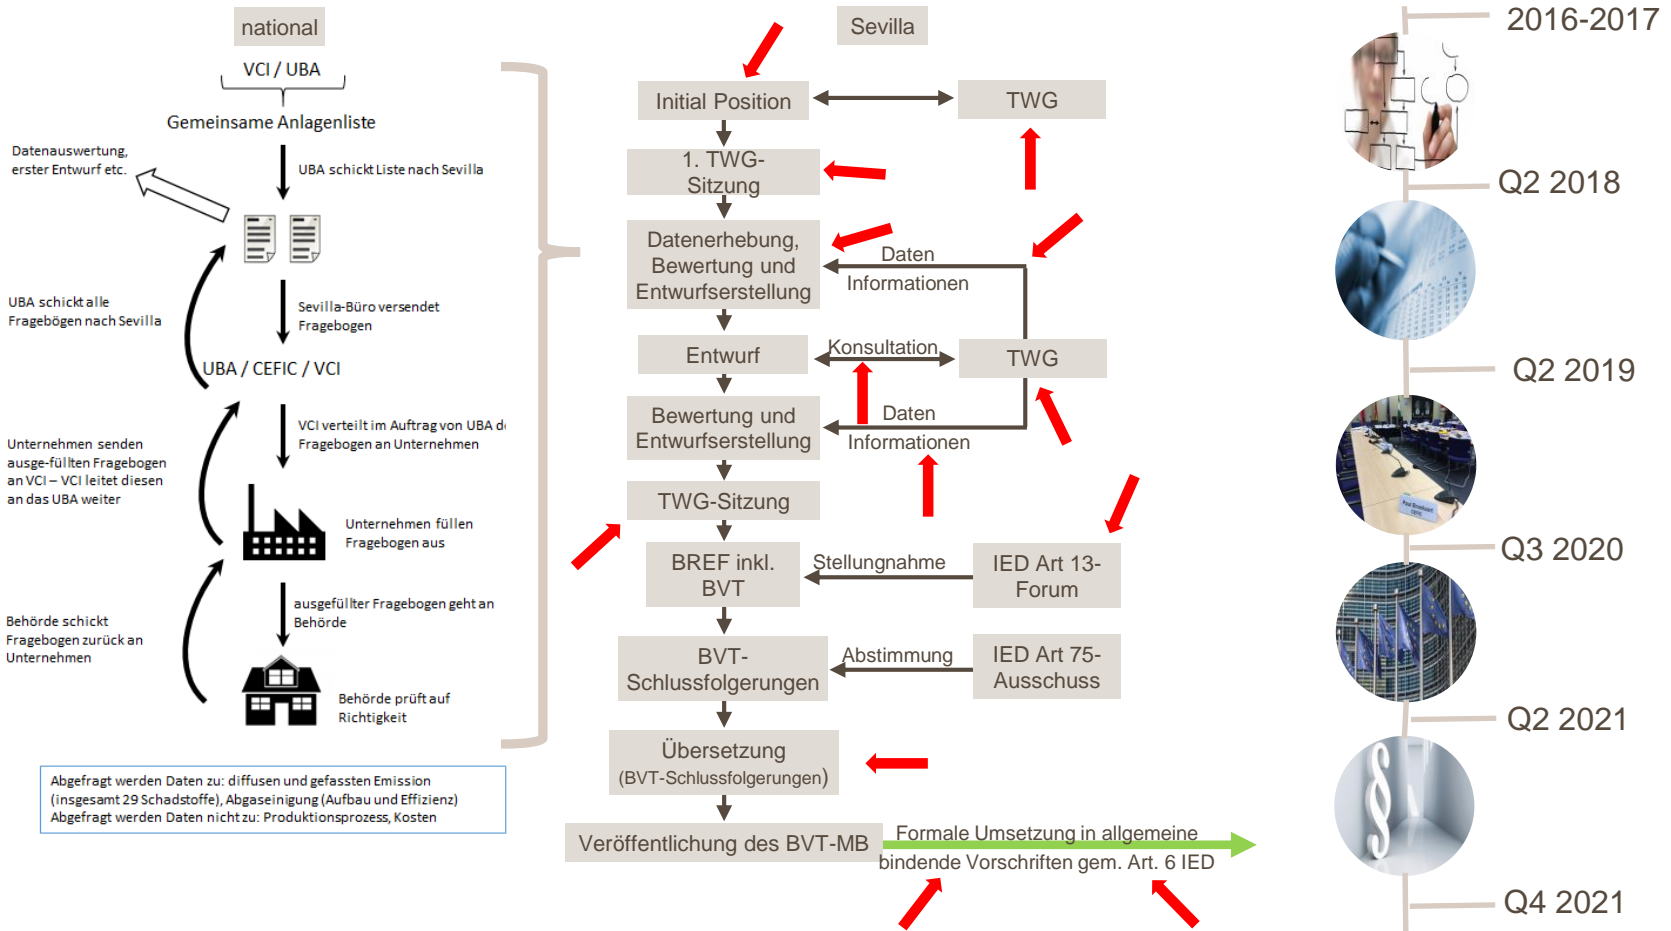 national
VCI / UBA
Gemeinsame Anlagenliste
Datenauswertung,
erster Entwurf etc.
UBA schickt Liste nach Sevilla
UBA schickt alle
Fragebögen nach Sevilla
Sevilla-Büro versendet
Fragebogen
UBA / CEFIC / VCI
VCI verteilt im Auftrag von UBA de
Fragebogen an Unternehmen
Unternehmen senden
ausge-füllten Fragebogen
an VCI – VCI leitet diesen
an das UBA weiter
Unternehmen füllen
Fragebogen aus
ausgefüllter Fragebogen geht an
Behörde
Behörde schickt
Fragebogen zurück an
Unternehmen
Behörde prüft auf
Richtigkeit
Abgefragt werden Daten zu: diffusen und gefassten Emission
(insgesamt 29 Schadstoffe), Abgaseinigung (Aufbau und Effizienz)
Abgefragt werden Daten nicht zu: Produktionsprozess, Kosten
Sevilla
Initial Position
TWG
1. TWG-
Sitzung
Datenerhebung,
Bewertung und
Entwurfserstellung
Daten
Informationen
Entwurf
Konsultation
TWG
Bewertung und
Entwurfserstellung
Daten
Informationen
TWG-Sitzung
BREF inkl.
BVT
Stellungnahme
IED Art 13-
Forum
BVT-
Schlussfolgerungen
Abstimmung
IED Art 75-
Ausschuss
Übersetzung
(BVT-Schlussfolgerungen)
Veröffentlichung des BVT-MB
Formale Umsetzung in allgemeine
bindende Vorschriften gem. Art. 6 IED
2016-2017
Q2 2018
Q2 2019
Q3 2020
Q2 2021
Q4 2021